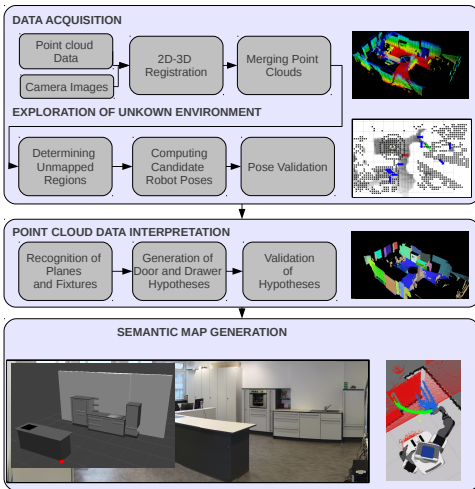 DATA ACQUISITION
Point cloud
Data
Camera Images
2D-3D
Registration
Merging Point
Clouds
EXPLORATION OF UNKOWN ENVIRONMENT
Determining
Unmapped
Regions
Computing
Candidate
Robot Poses
Pose Validation
POINT CLOUD DATA INTERPRETATION
Recognition of
Planes
and Fixtures
Generation of
Door and Drawer
Hypotheses
Validation
of
Hypotheses
SEMANTIC MAP GENERATION